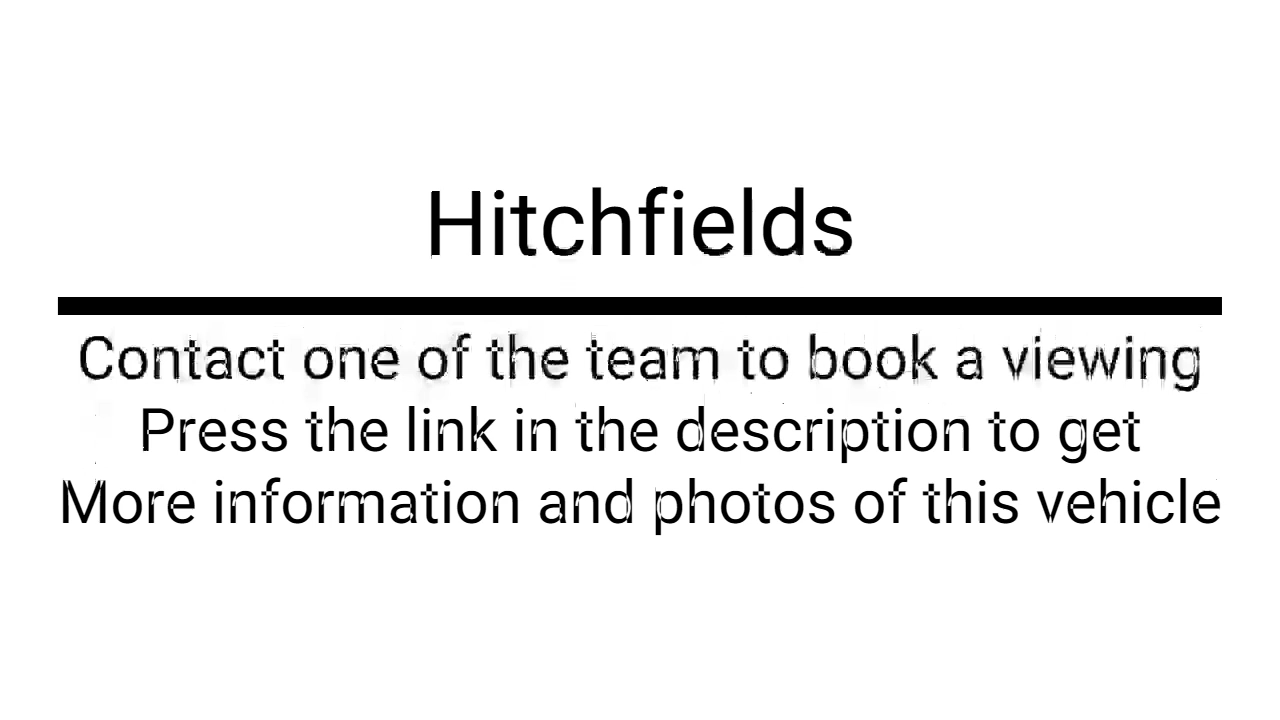 Hitchfields
Contact one of the team to book a viewing
Press the link in the description to get
More information and photos of this vehicle